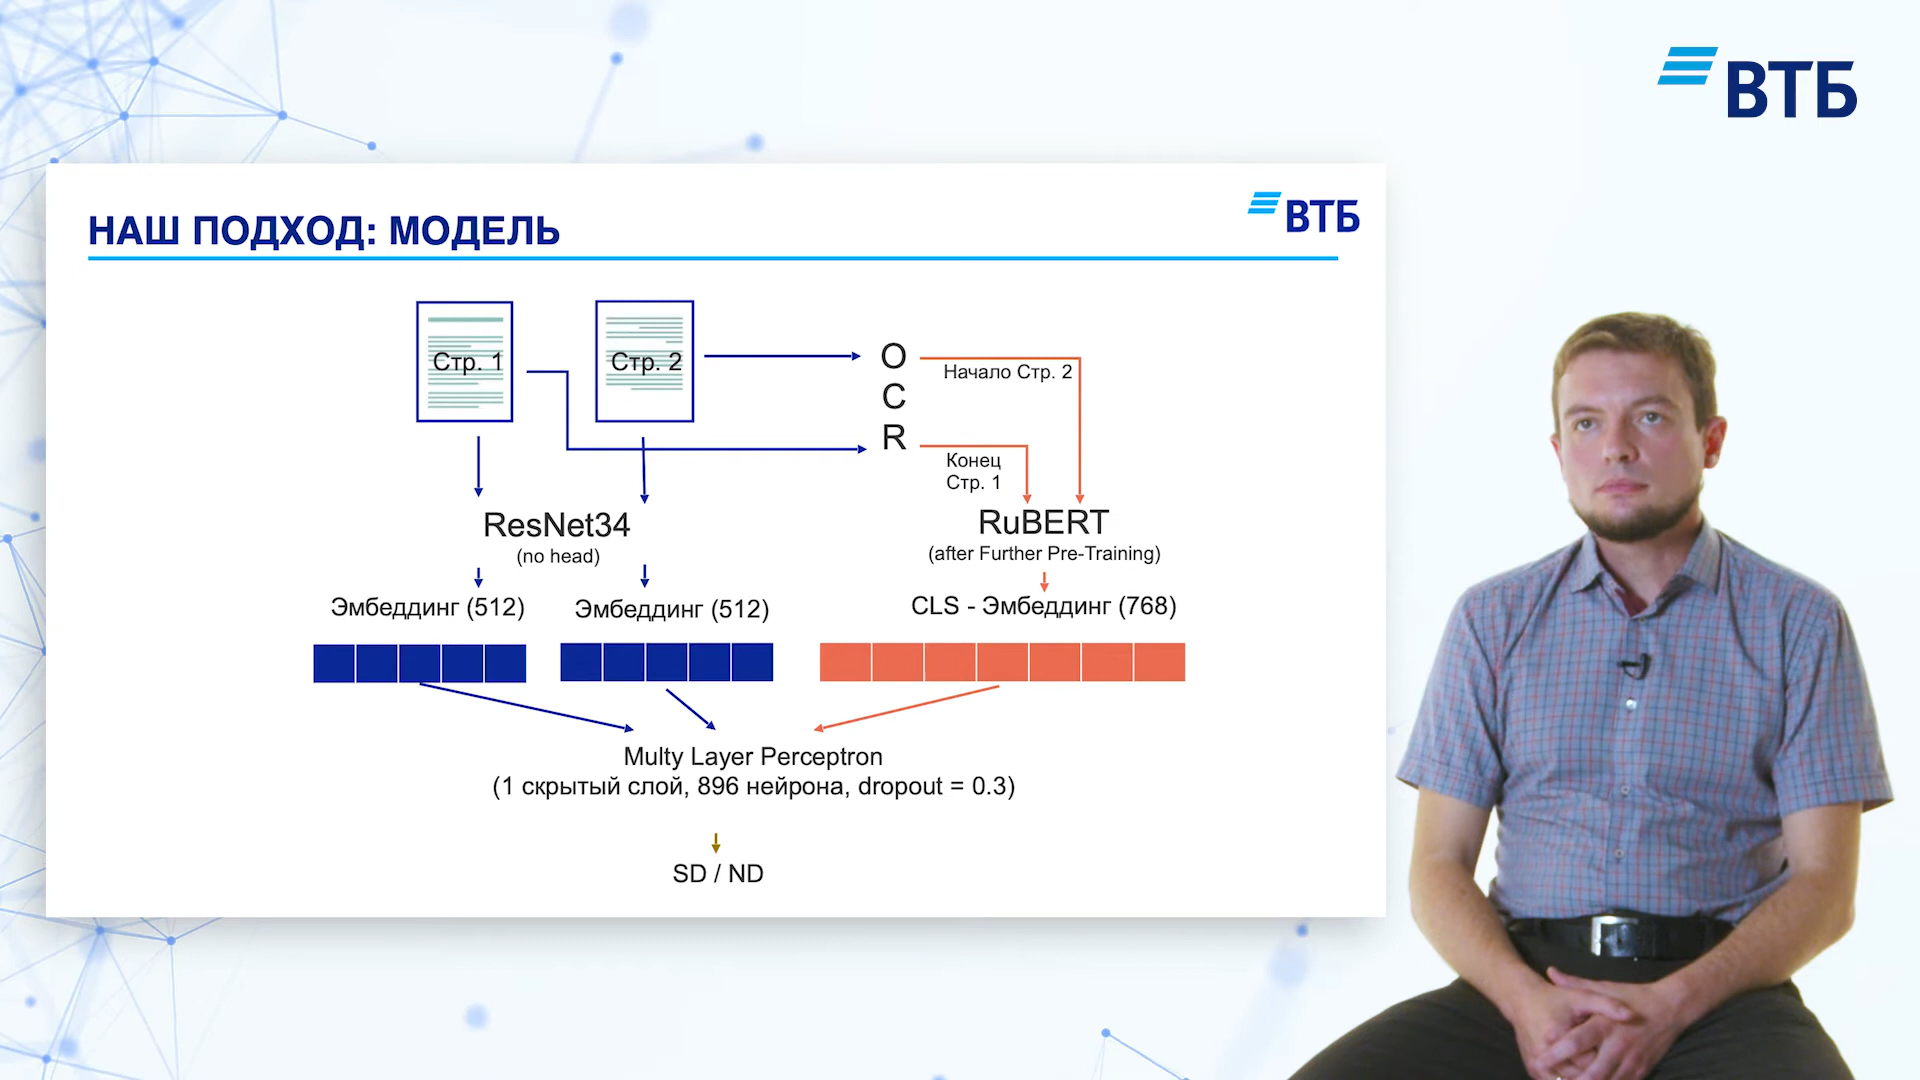 ВТБ
НАШ ПОДХОД: МОДЕЛЬ
ВТБ
Стр. 1
Стр. 2
O
C
R
Начало Стр. 2
Конец
Стр. 1
ResNet34
(no head)
RuBERT
(after Further Pre-Training)
Эмбеддинг (512)
Эмбеддинг (512)
CLS - Эмбеддинг (768)
Multy Layer Perceptron
(1 скрытый слой, 896 нейрона, dropout = 0.3)
SD / ND